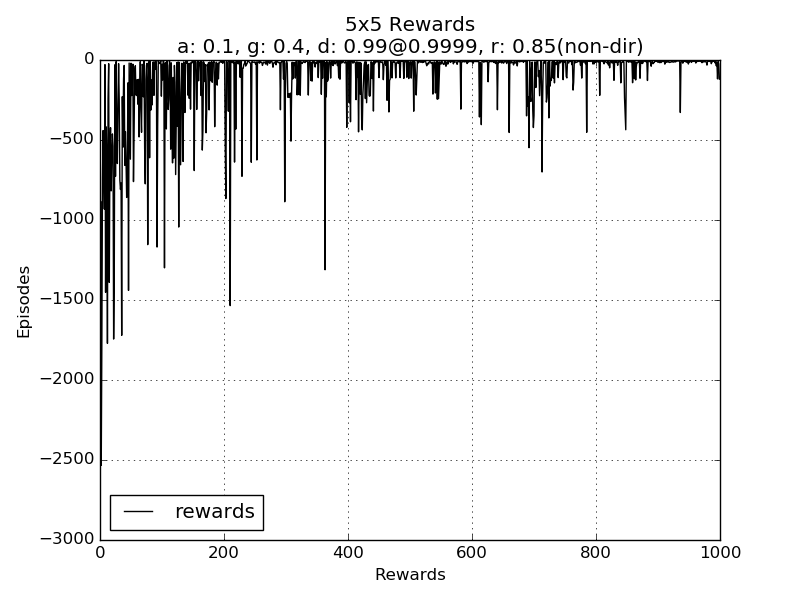 5x5 Rewards
a: 0.1, g: 0.4, d: 0.99@0.9999, r: 0.85(non-dir)
0
−500
−1000
−1500
−2000
−2500
−3000
Episodes
rewards
0 200 400 600 800 1000
Rewards